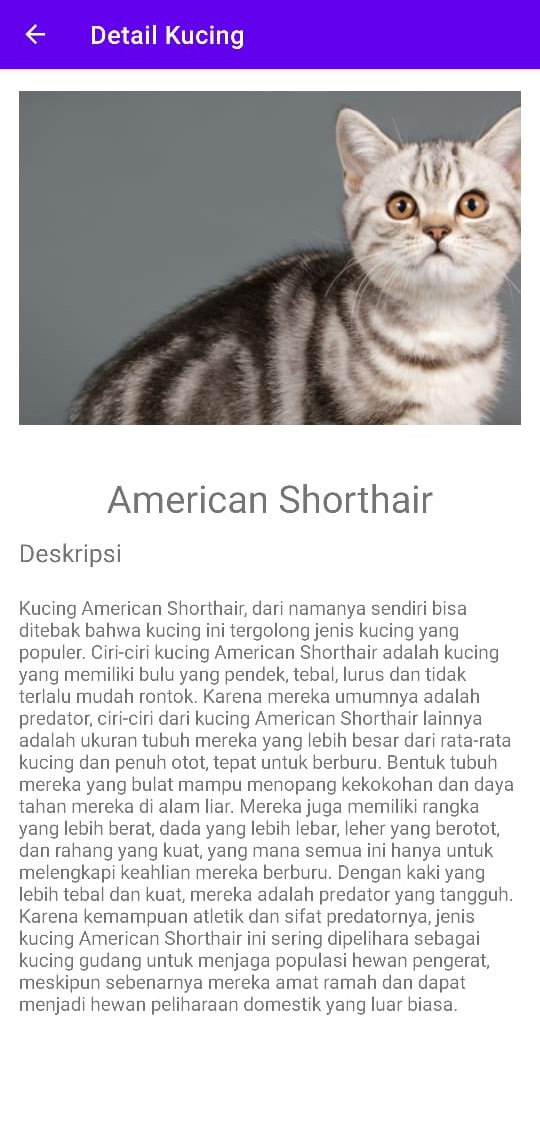 Detail Kucing
American Shorthair
Deskripsi
Kucing American Shorthair, dari namanya sendiri bisa
ditebak bahwa kucing ini tergolong jenis kucing yang
populer. Ciri-ciri kucing American Shorthair adalah kucing
yang memiliki bulu yang pendek, tebal, lurus dan tidak
terlalu mudah rontok. Karena mereka umumnya adalah
predator, ciri-ciri dari kucing American Shorthair lainnya
adalah ukuran tubuh mereka yang lebih besar dari rata-rata
kucing dan penuh otot, tepat untuk berburu. Bentuk tubuh
mereka yang bulat mampu menopang kekokohan dan daya
tahan mereka di alam liar. Mereka juga memiliki rangka
yang lebih berat, dada yang lebih lebar, leher yang berotot,
dan rahang yang kuat, yang mana semua ini hanya untuk
melengkapi keahlian mereka berburu. Dengan kaki yang
lebih tebal dan kuat, mereka adalah predator yang tangguh.
Karena kemampuan atletik dan sifat predatornya, jenis
kucing American Shorthair ini sering dipelihara sebagai
kucing gudang untuk menjaga populasi hewan pengerat,
meskipun sebenarnya mereka amat ramah dan dapat
menjadi hewan peliharaan domestik yang luar biasa.